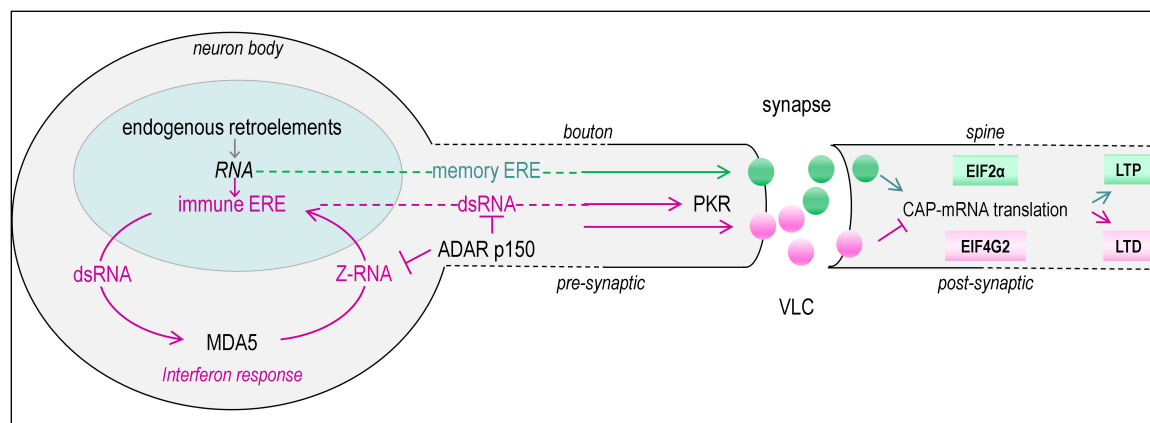 neuron body
endogenous retroelements
RNA
immune ERE
dsRNA
Z-RNA
MDA5
Interferon response
bouton
memory ERE
dsRNA
PKR
ADAR p150
pre-synaptic
synapse
VLC
spine
EIF2α
CAP-mRNA translation
EIF4G2
LTP
LTD
post-synaptic